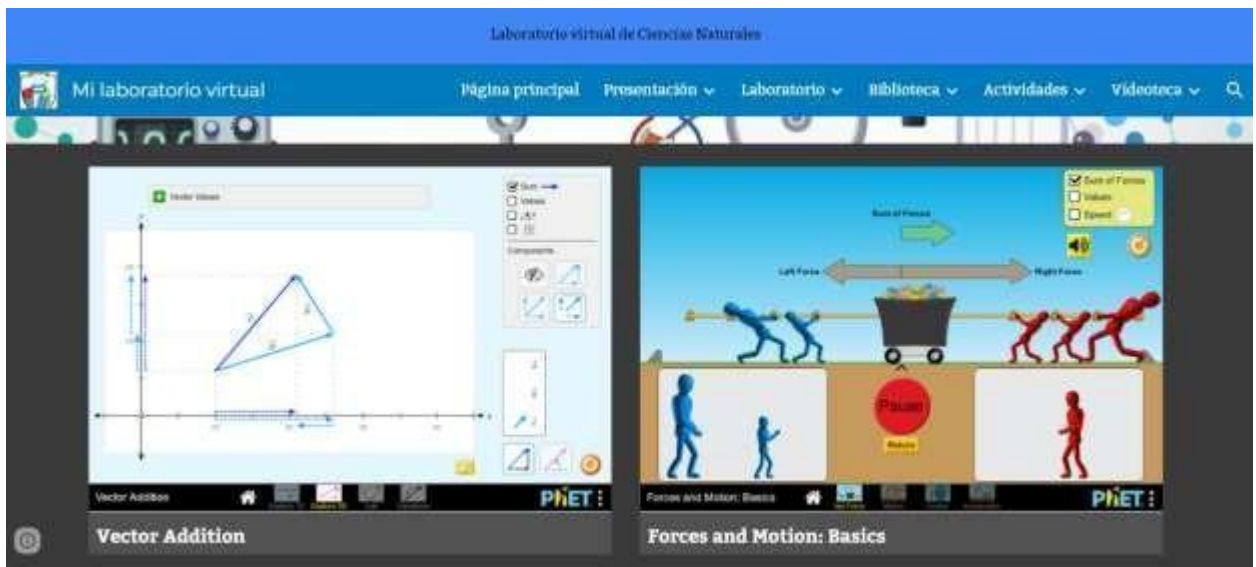 Laboratorio virtual de Ciencias Naturales
Mi laboratorio virtual
Página principal
Presentación
Laboratorio
Biblioteca
Actividades
Videoteca
Vector Values
Sum
Values
Components
Vector Addition
PhET
Vector Addition
Sum of Forces
Values
Speed
Sum of Forces
Left Force
Right Force
Pause
Forces and Motion: Basics
PhET
Forces and Motion: Basics